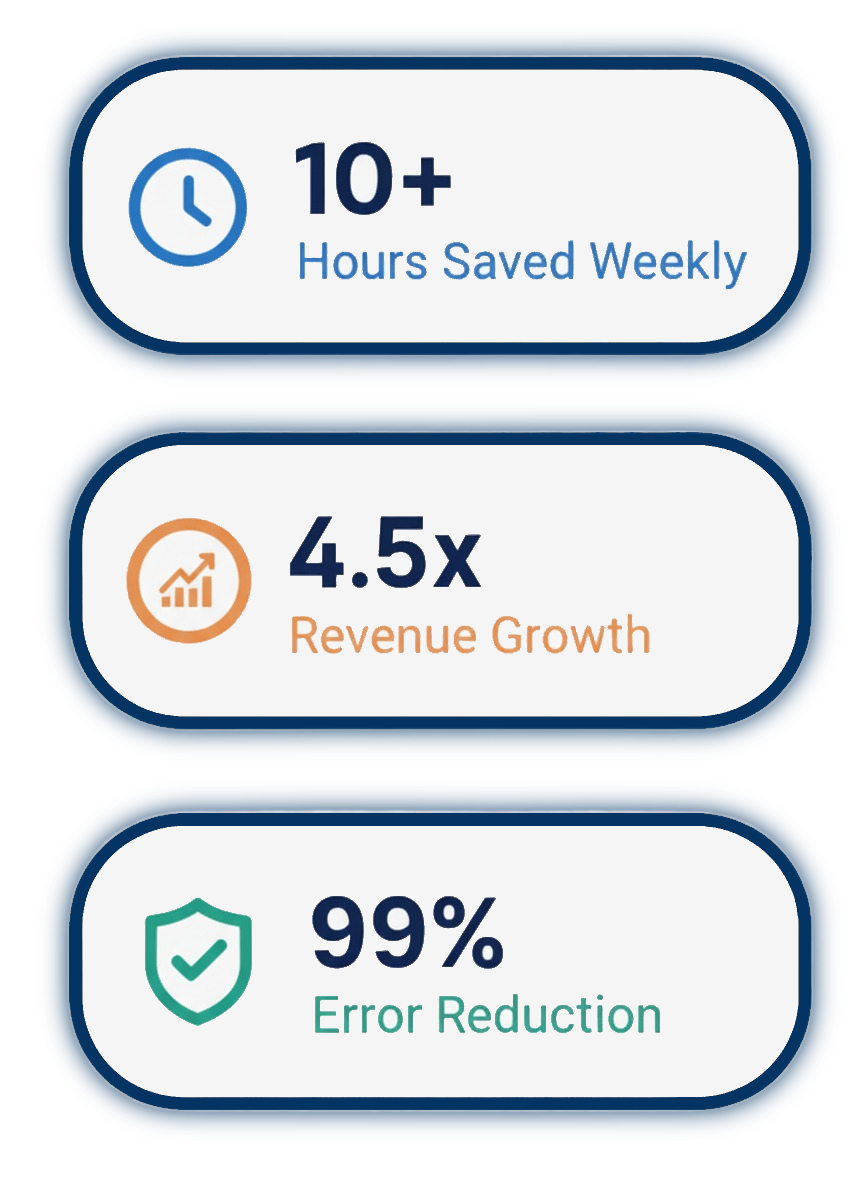 10+
Hours Saved Weekly
4.5x
Revenue Growth
99%
Error Reduction